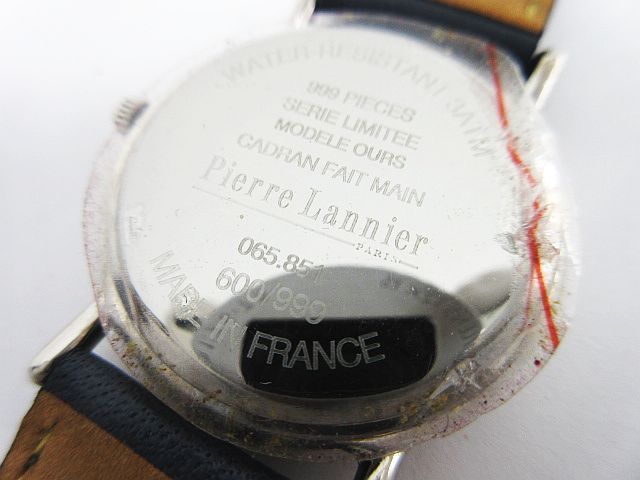 WATER RESISTANT 3ATM
999 PIECES
SERIE LIMITEE
MODELE OURS
CADRAN FAIT MAIN
Pierre Lannier
PARIS
065.851
600/999
MADE IN FRANCE